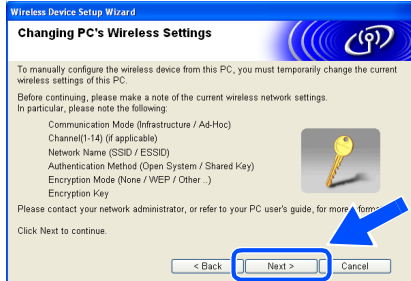 Wireless Device Setup Wizard
Changing PC's Wireless Settings
To manually configure the wireless device from this PC, you must temporarily change the current
wireless settings of this PC.
Before continuing, please make a note of the current wireless network settings.
In particular, please note the following:
Communication Mode (Infrastructure / Ad-Hoc)
Channel(1-14) (if applicable)
Network Name (SSID / ESSID)
Authentication Method (Open System / Shared Key)
Encryption Mode (None / WEP / Other ..)
Encryption Key
Please contact your network administrator, or refer to your PC user's guide, for more
Click Next to continue.
< Back Next > Cancel